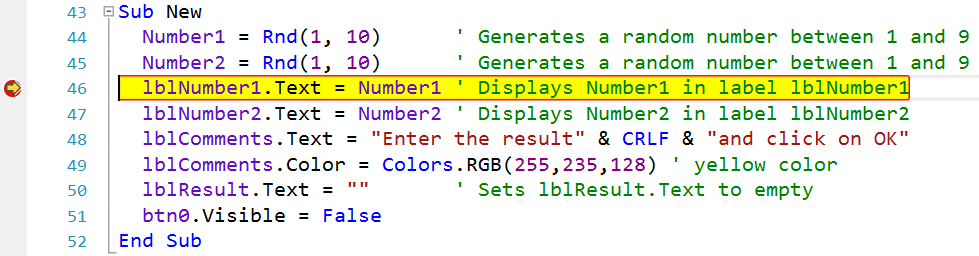 43 Sub New
44 Number1 = Rnd(1, 10) ' Generates a random number between 1 and 9
45 Number2 = Rnd(1, 10) ' Generates a random number between 1 and 9
46 lblNumber1.Text = Number1 ' Displays Number1 in label lblNumber1
47 lblNumber2.Text = Number2 ' Displays Number2 in label lblNumber2
48 lblComments.Text = "Enter the result" & CRLF & "and click on OK"
49 lblComments.Color = Colors.RGB(255,235,128) ' yellow color
50 lblResult.Text = "" ' Sets lblResult.Text to empty
51 btn0.Visible = False
52 End Sub